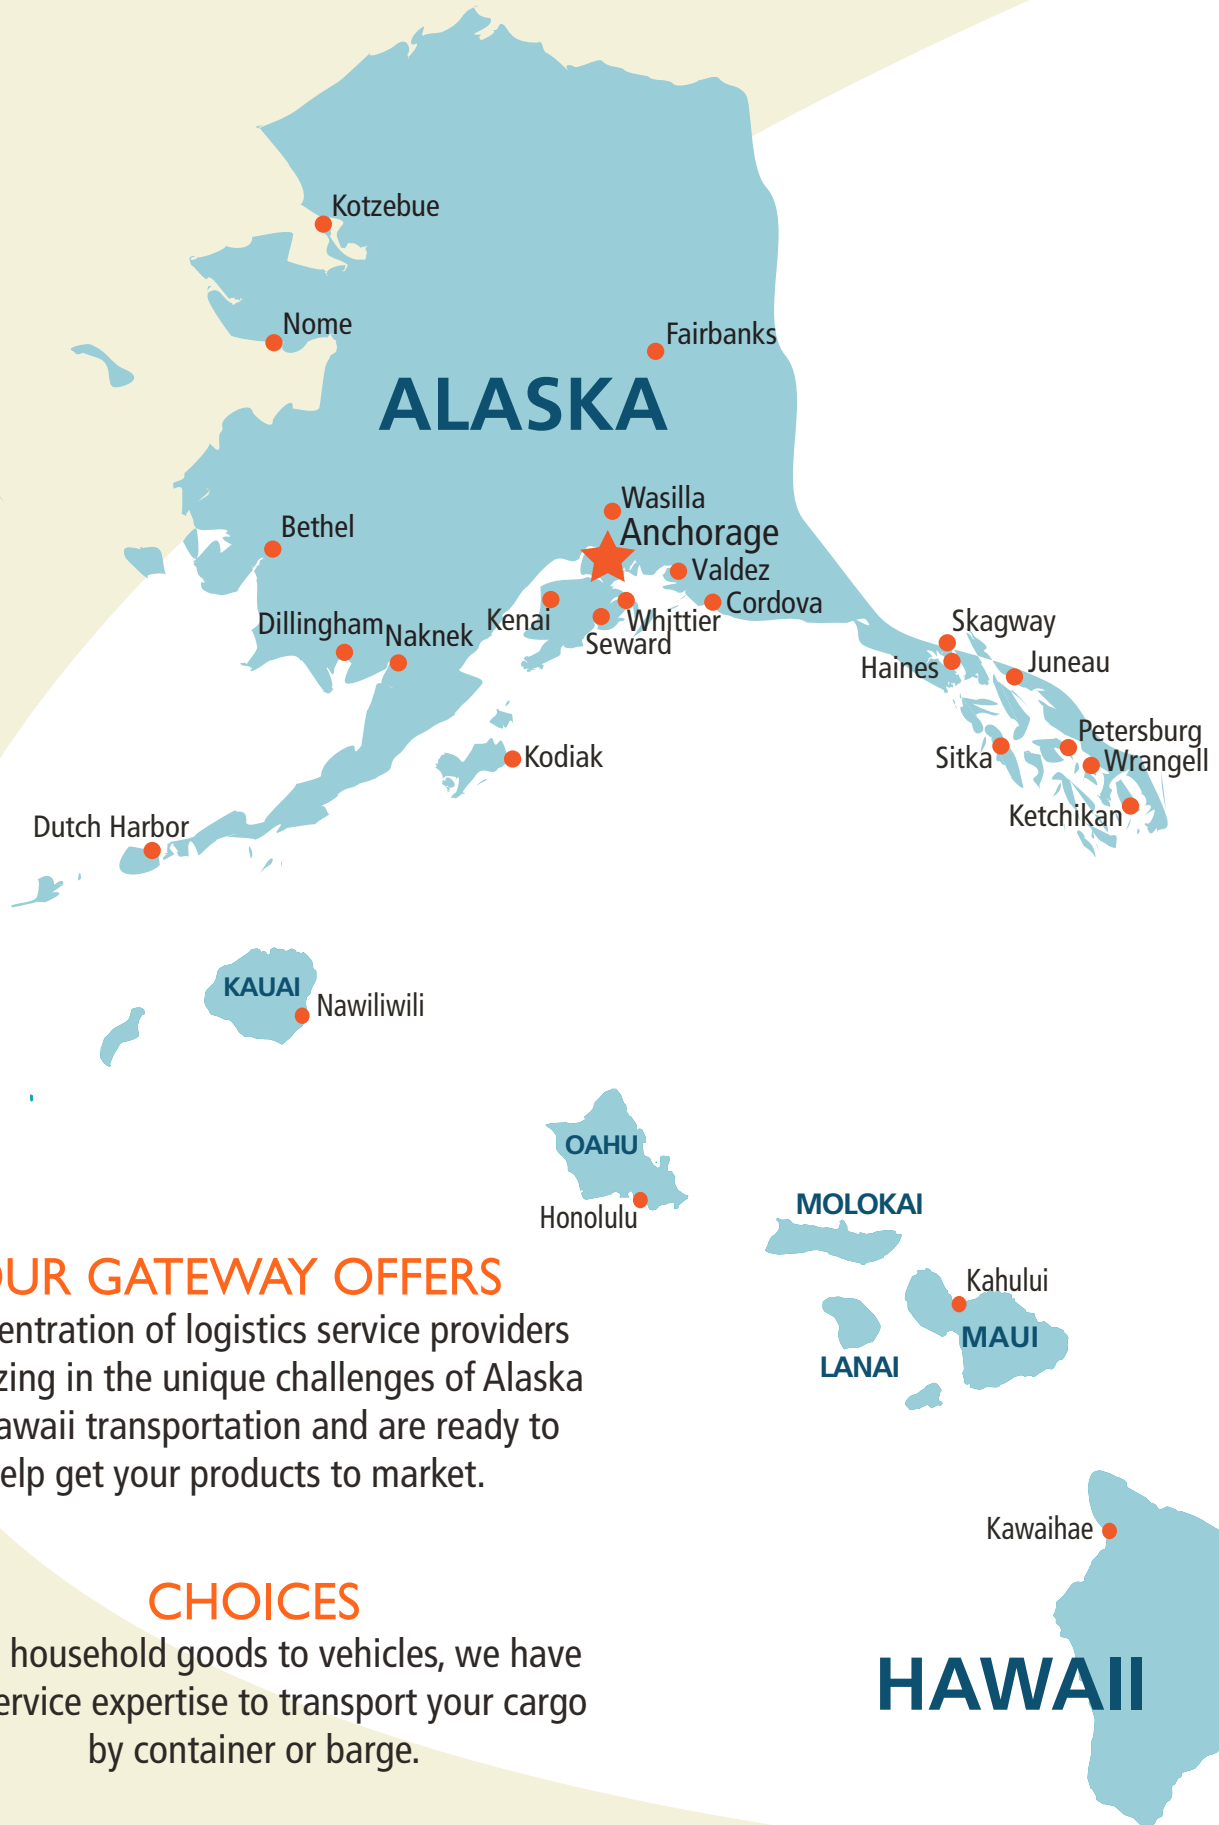 Kotzebue
Nome
Fairbanks
ALASKA
Wasilla
Anchorage
Bethel
Valdez
Cordova
Kenai
Whittier
Seward
Dillingham
Naknek
Skagway
Haines
Juneau
Kodiak
Sitka
Petersburg
Wrangell
Ketchikan
Dutch Harbor
KAUAI
Nawiliwili
OAHU
Honolulu
MOLOKAI
Kahului
MAUI
LANAI
Kawaihae
HAWAII
OUR GATEWAY OFFERS
entration of logistics service providers
zing in the unique challenges of Alaska
awaii transportation and are ready to
elp get your products to market.
CHOICES
household goods to vehicles, we have
ervice expertise to transport your cargo
by container or barge.